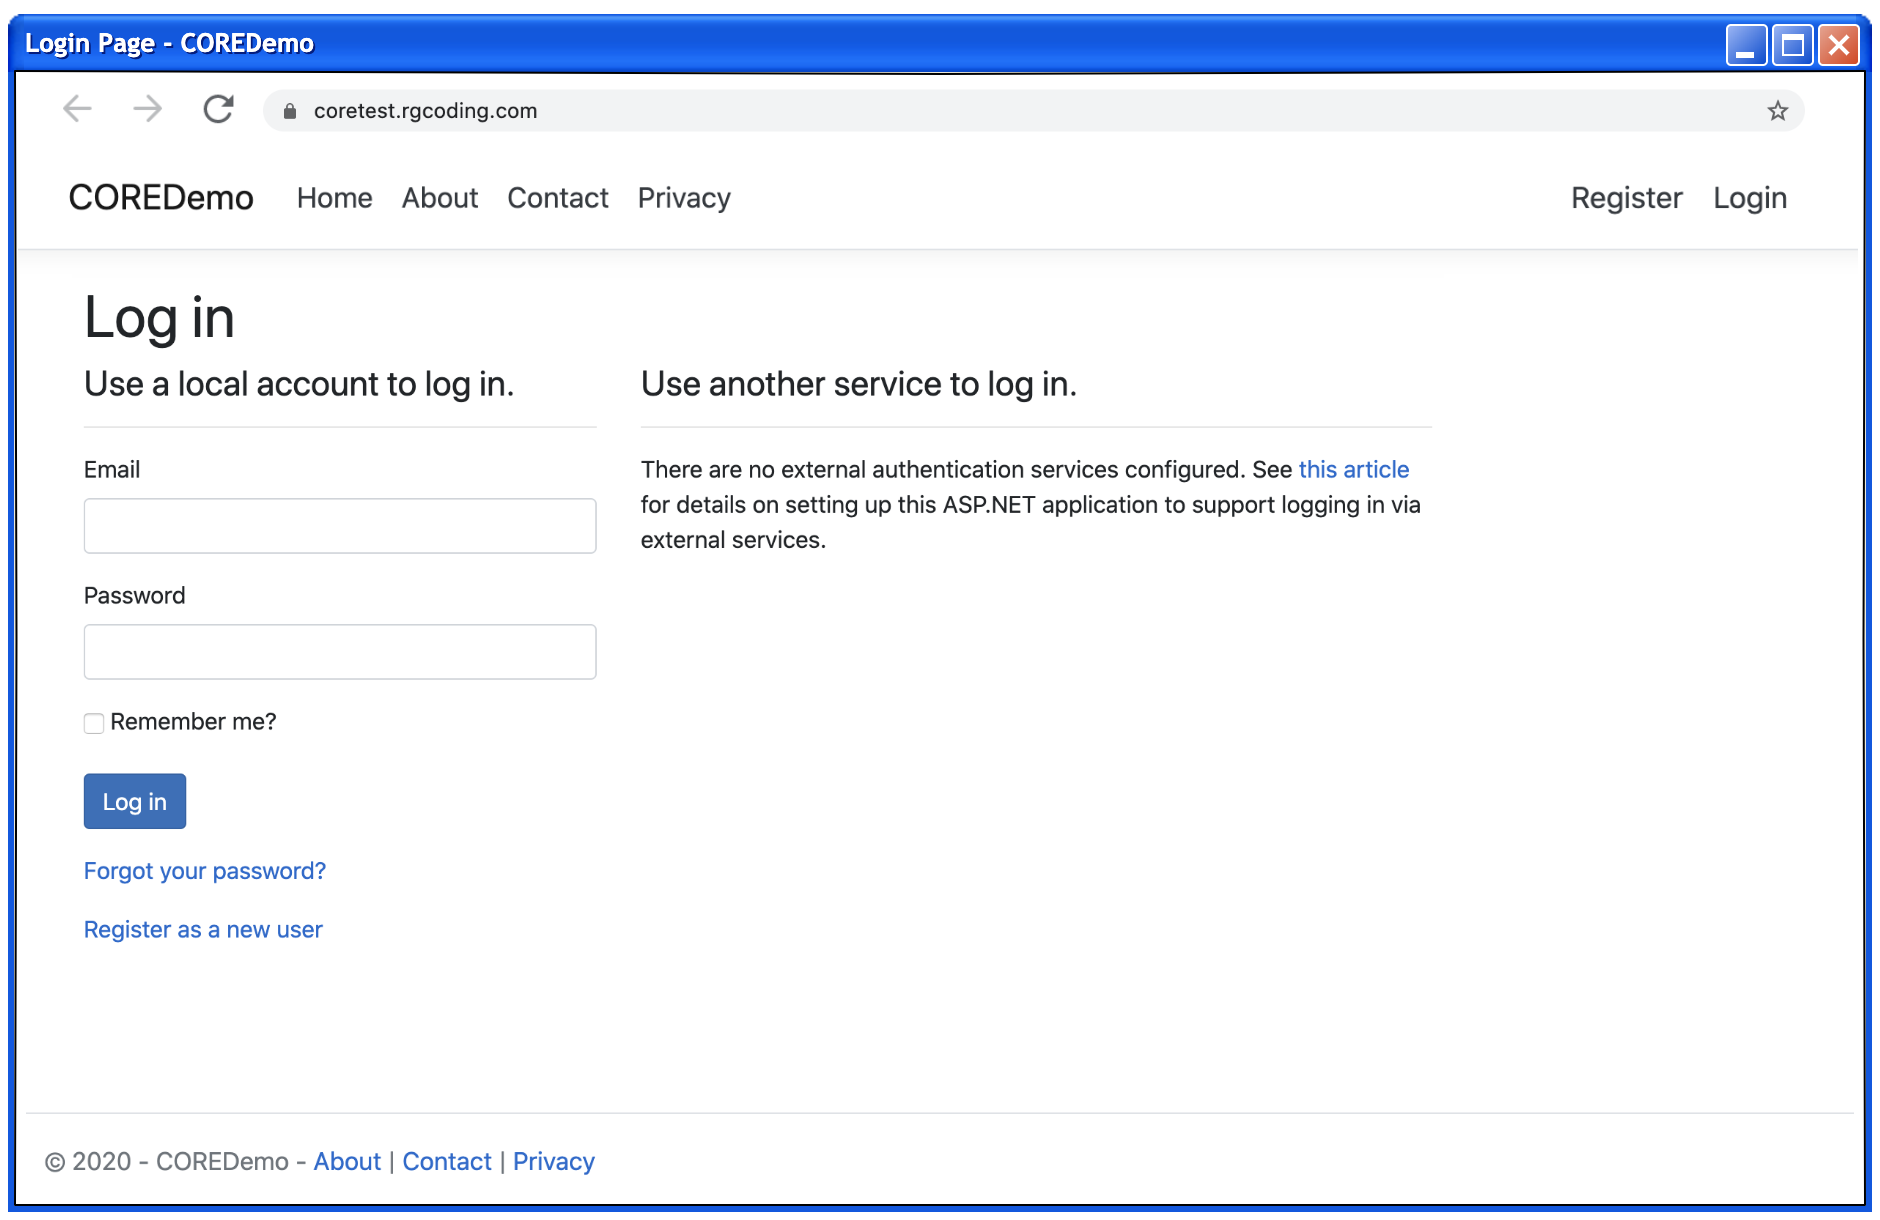 Login Page - COREDemo
coretest.rgcoding.com
COREDemo Home About Contact Privacy Register Login
Log in
Use a local account to log in.
Email
Password
Remember me?
Log in
Forgot your password?
Register as a new user
Use another service to log in.
There are no external authentication services configured. See this article
for details on setting up this ASP.NET application to support logging in via
external services.
© 2020 - COREDemo - About | Contact | Privacy